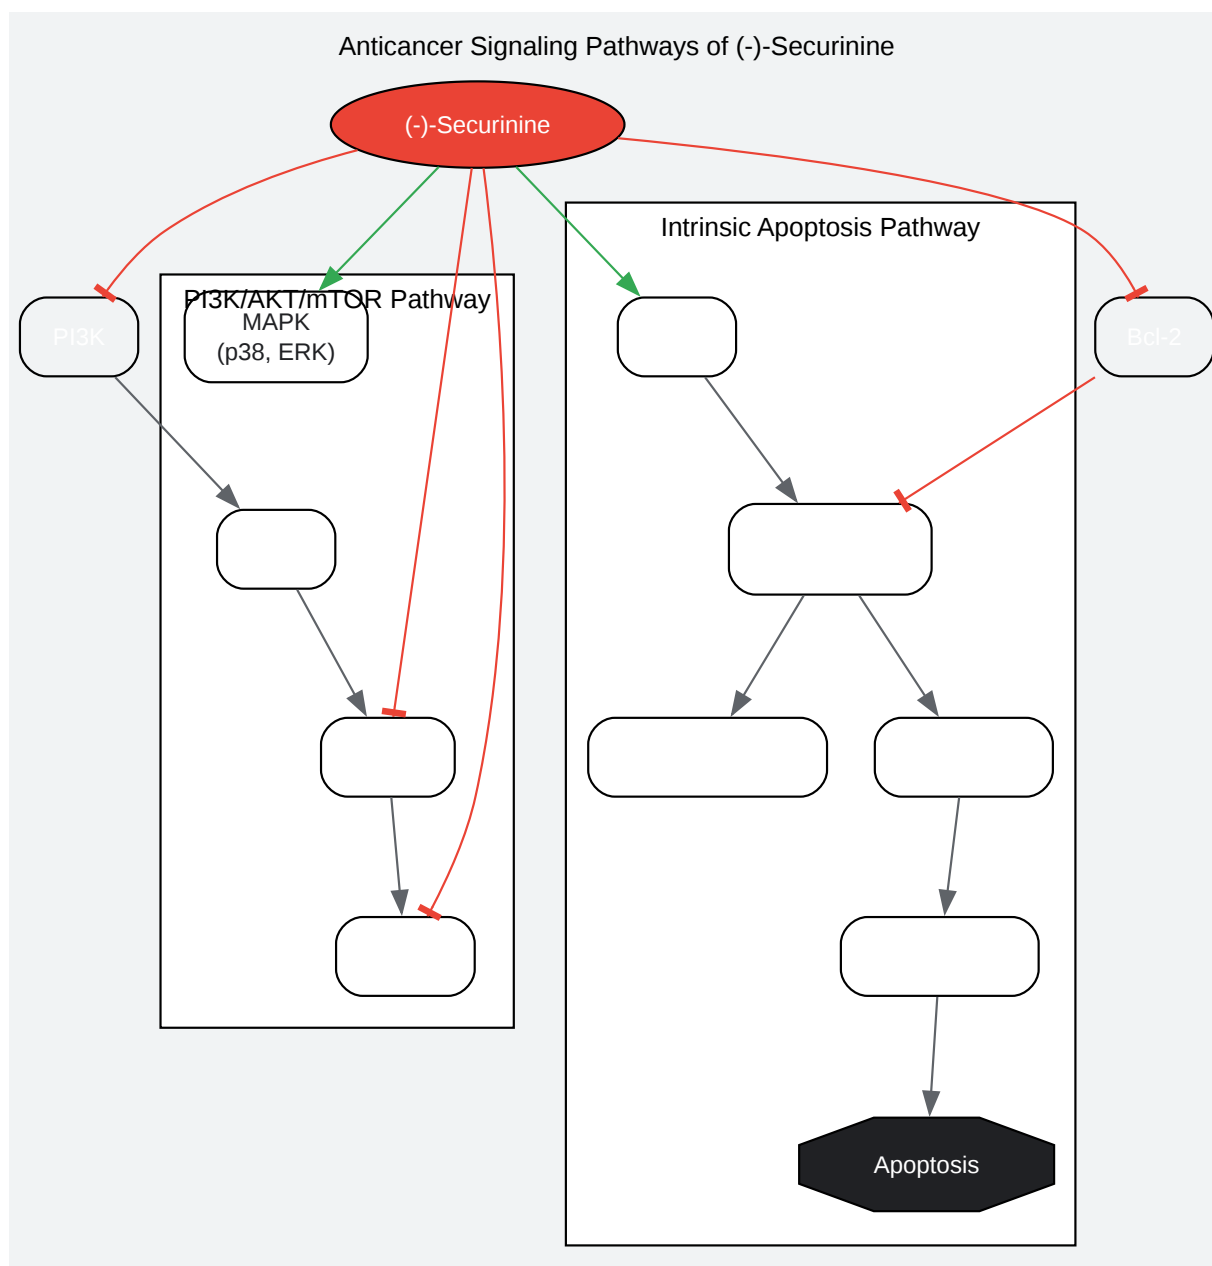 Anticancer Signaling Pathways of (-)-Securinine
(-)-Securinine
Intrinsic Apoptosis Pathway
PI3K/AKT/mTOR Pathway
MAPK
(p38, ERK)
PI3K
Bcl-2
Apoptosis